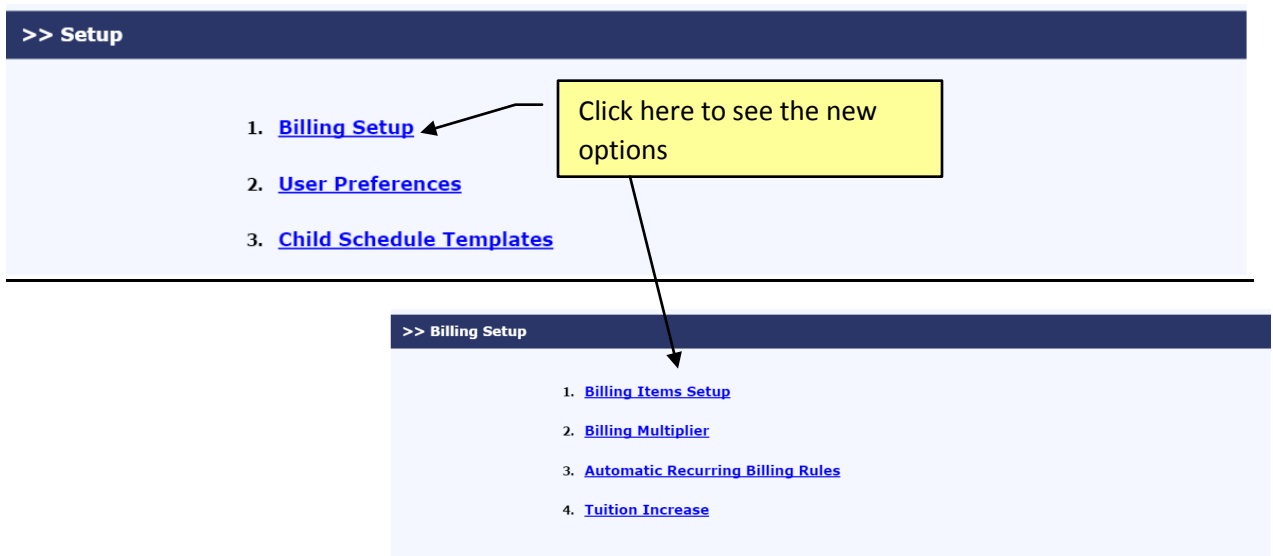 >> Setup
1. Billing Setup
Click here to see the new
options
2. User Preferences
3. Child Schedule Templates
>> Billing Setup
1. Billing Items Setup
2. Billing Multiplier
3. Automatic Recurring Billing Rules
4. Tuition Increase